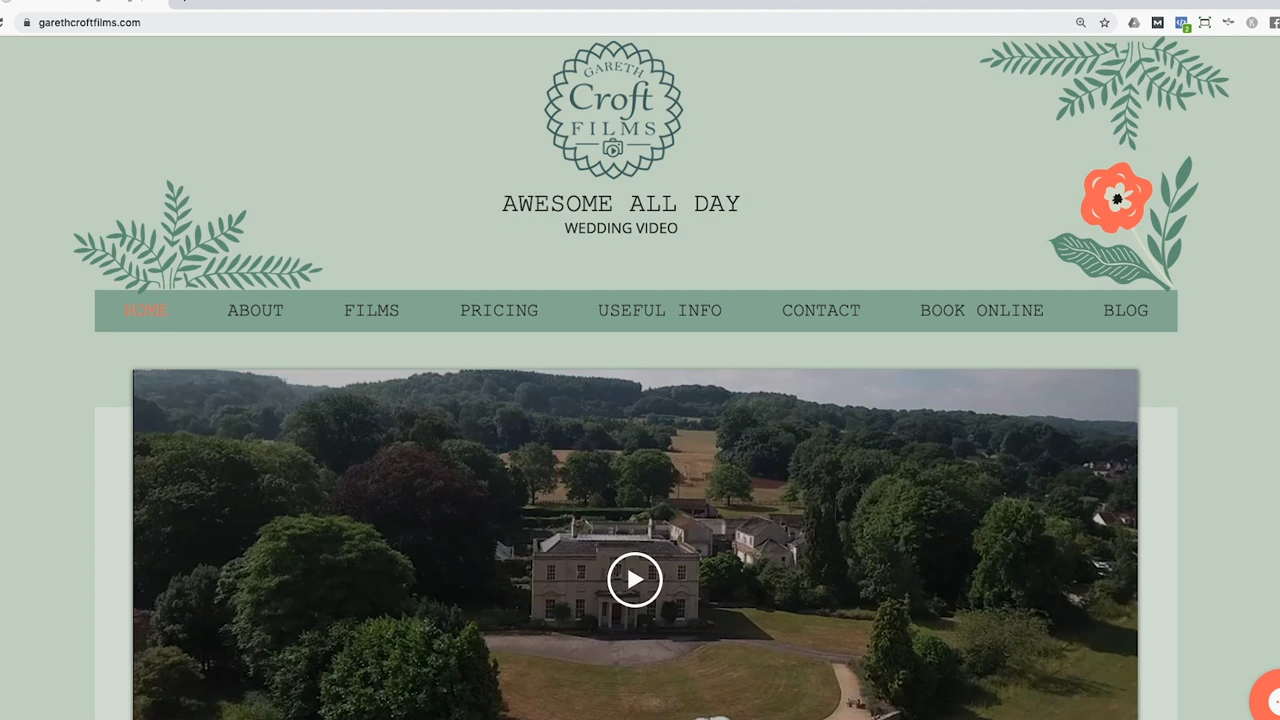 garethcroftfilms.com
2
GARETH
Croft
FILMS
AWESOME ALL DAY
WEDDING VIDEO
HOME ABOUT FILMS PRICING USEFUL INFO CONTACT BOOK ONLINE BLOG